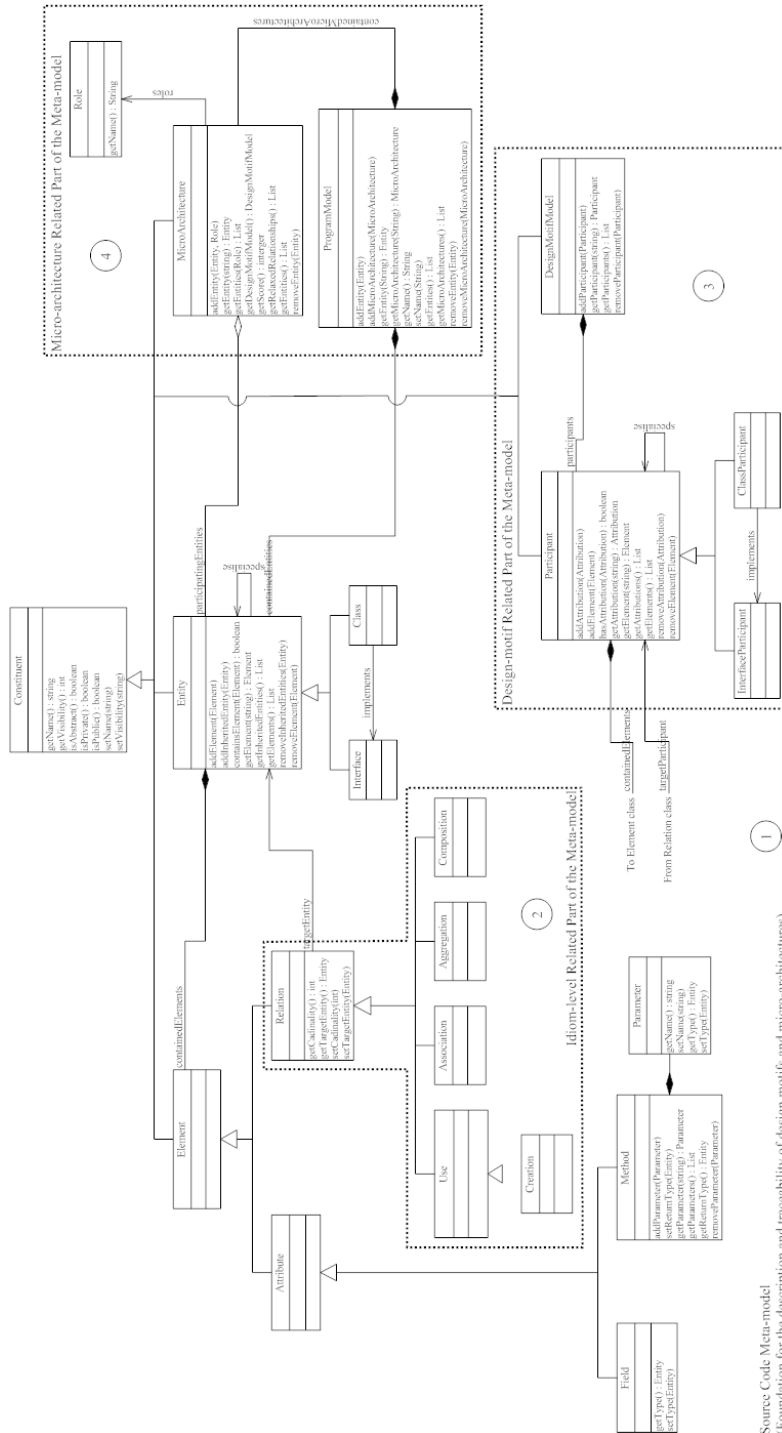 Constituent
getName() : string
getVisibility() : int
isAbstract() : boolean
isPrivate() : boolean
isPublic() : boolean
setName(string)
setVisibility(string)
Micro-architecture Related Part of the Meta-model
4
Role
getName() : String
roles
MicroArchitecture
addEntity(Entity, Role)
getEntity(string) : Entity
getEntities(Role) : List
getDesignMotifModel() : DesignMotifModel
getScore() : interger
getRelaxedRelationships() : List
getEntities() : List
removeEntity(Entity)
containedMicroArchitectures
ProgramModel
addEntity(Entity)
addMicroArchitecture(MicroArchitecture)
getEntity(String) : Entity
getMicroArchitecture(String) : MicroArchitecture
getName() : String
setName(String)
getEntities() : List
getMicroArchitectures() : List
removeEntity(Entity)
removeMicroArchitecture(MicroArchitecture)
Element
containedElements
Entity
addElement(Element)
addInheritedEntity(Entity)
containsElement(Element) : boolean
getElement(string) : Element
getInheritedEntities() : List
getElements() : List
removeInheritedEntities(Entity)
removeElement(Element)
participatingEntities
containedEntities
specialise
Attribute
Relation
getCadinality() : int
getTargetEntity() : Entity
setCadinality(int)
setTargetEntity(Entity)
targetEntity
Interface
implements
Class
Use
Association
Aggregation
Composition
Creation
2
Idiom-level Related Part of the Meta-model
Design-motif Related Part of the Meta-model
Participant
addAttribution(Attribution)
addElement(Element)
hasAttribution(Attribution) : boolean
getAttribution(string) : Attribution
getElement(string) : Element
getAttributions() : List
getElements() : List
removeAttribution(Attribution)
removeElement(Element)
participants
specialise
DesignMotifModel
addParticipant(Participant)
getParticipant(string) : Participant
getParticipants() : List
removeParticipant(Participant)
3
To Element class
containedElements
From Relation class
targetParticipant
InterfaceParticipant
implements
ClassParticipant
Field
getType() : Entity
setType(Entity)
Method
addParameter(Parameter)
setReturnType(Entity)
getParameter(string) : Parameter
getParameters() : List
getReturnType() : Entity
removeParameter(Parameter)
Parameter
getName() : string
setName(string)
getType() : Entity
setType(Entity)
1
Source Code Meta-model
(Foundation for the description and traceability of design motifs and micro-architectures)